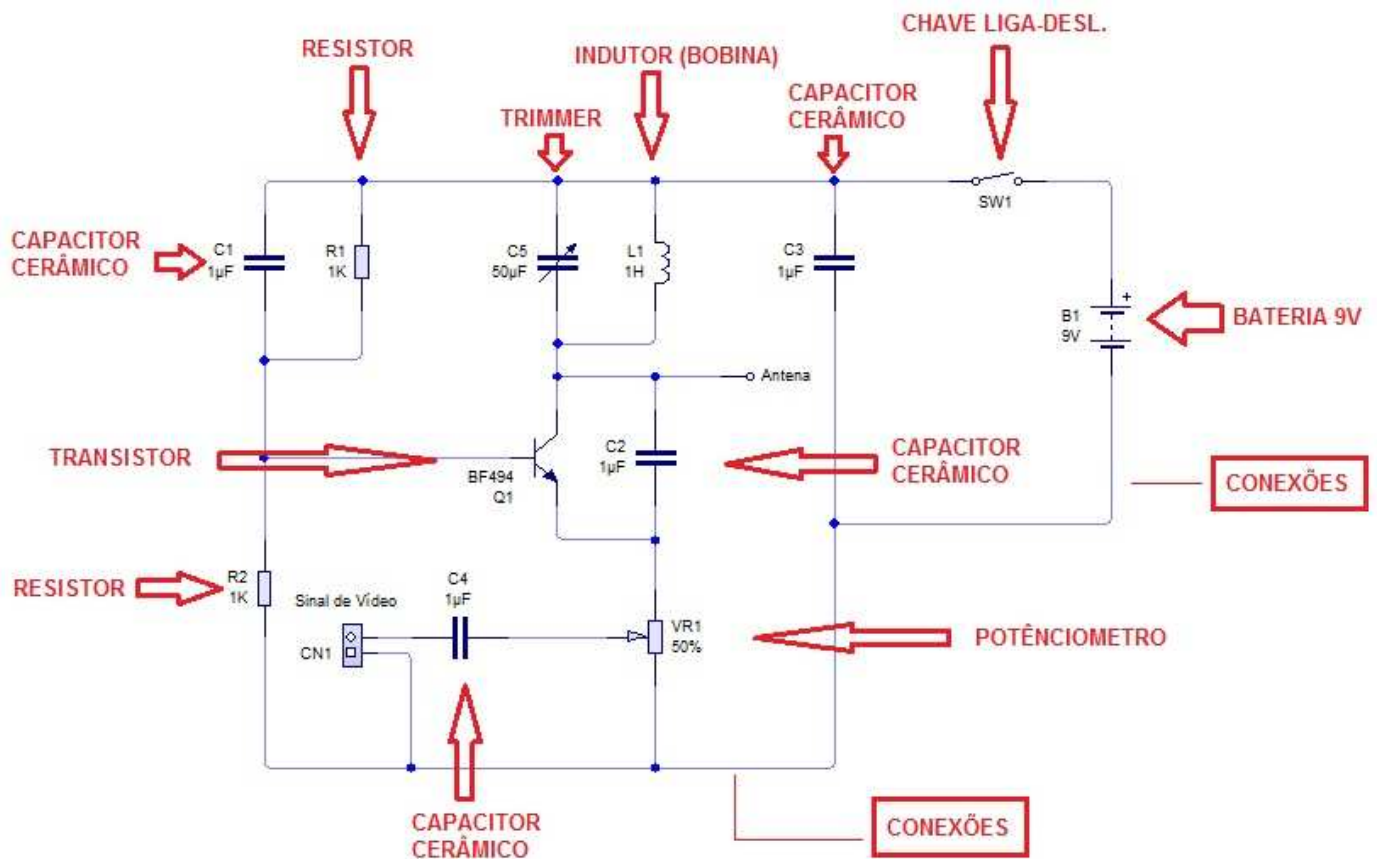 CHAVE LIGA-DESL.
RESISTOR
INDUTOR (BOBINA)
CAPACITOR
CERÂMICO
TRIMMER
SW1
CAPACITOR
CERÂMICO
C1
1µF
R1
1K
C5
50µF
L1
1H
C3
1µF
+
B1
9V
BATERIA 9V
Antena
TRANSISTOR
BF494
Q1
C2
1µF
CAPACITOR
CERÂMICO
CONEXÕES
RESISTOR
R2
1K
Sinal de Vídeo
CN1
C4
1µF
VR1
50%
POTÊNCIOMETRO
CAPACITOR
CERÂMICO
CONEXÕES